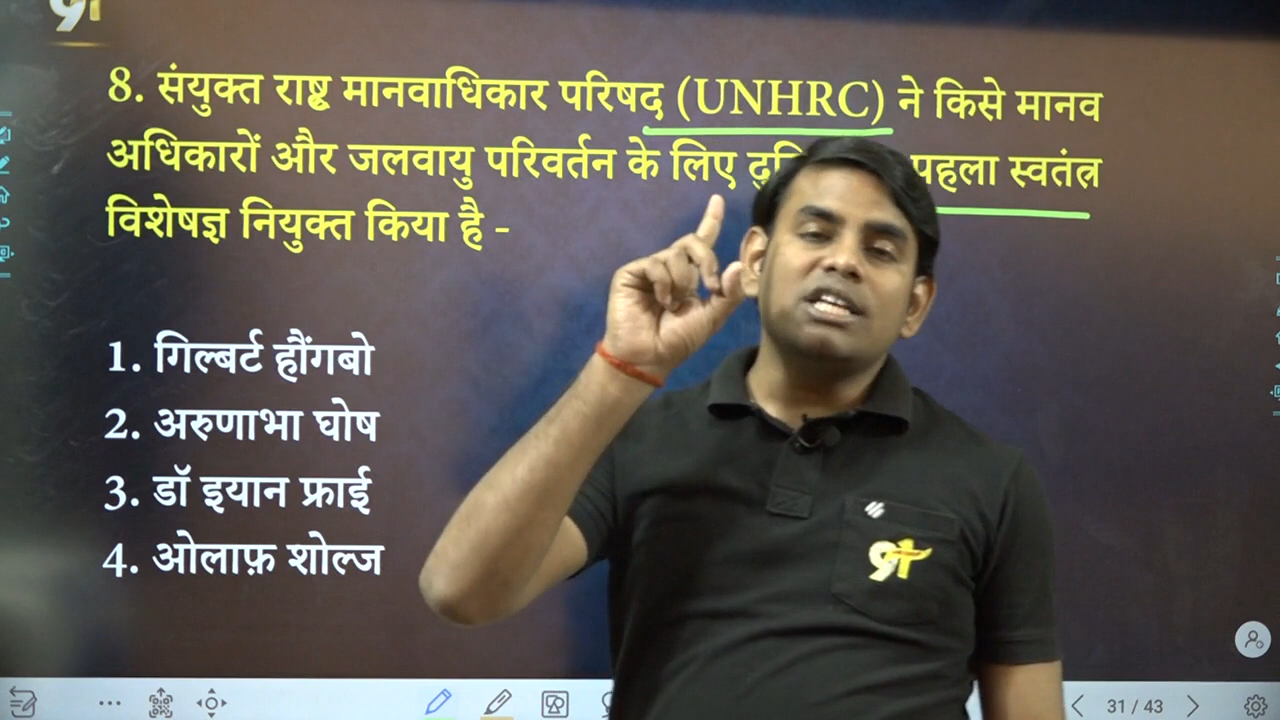 8. संयुक्त राष्ट्र मानवाधिकार परिषद (UNHRC) ने किसे मानव
अधिकारों और जलवायु परिवर्तन के लिए पहला स्वतंत्र
विशेषज्ञ नियुक्त किया है -
1. गिल्बर्ट हौंगबो
2. अरुणाभा घोष
3. डॉ इयान फ्राई
4. ओलाफ़ शोल्ज
31 / 43